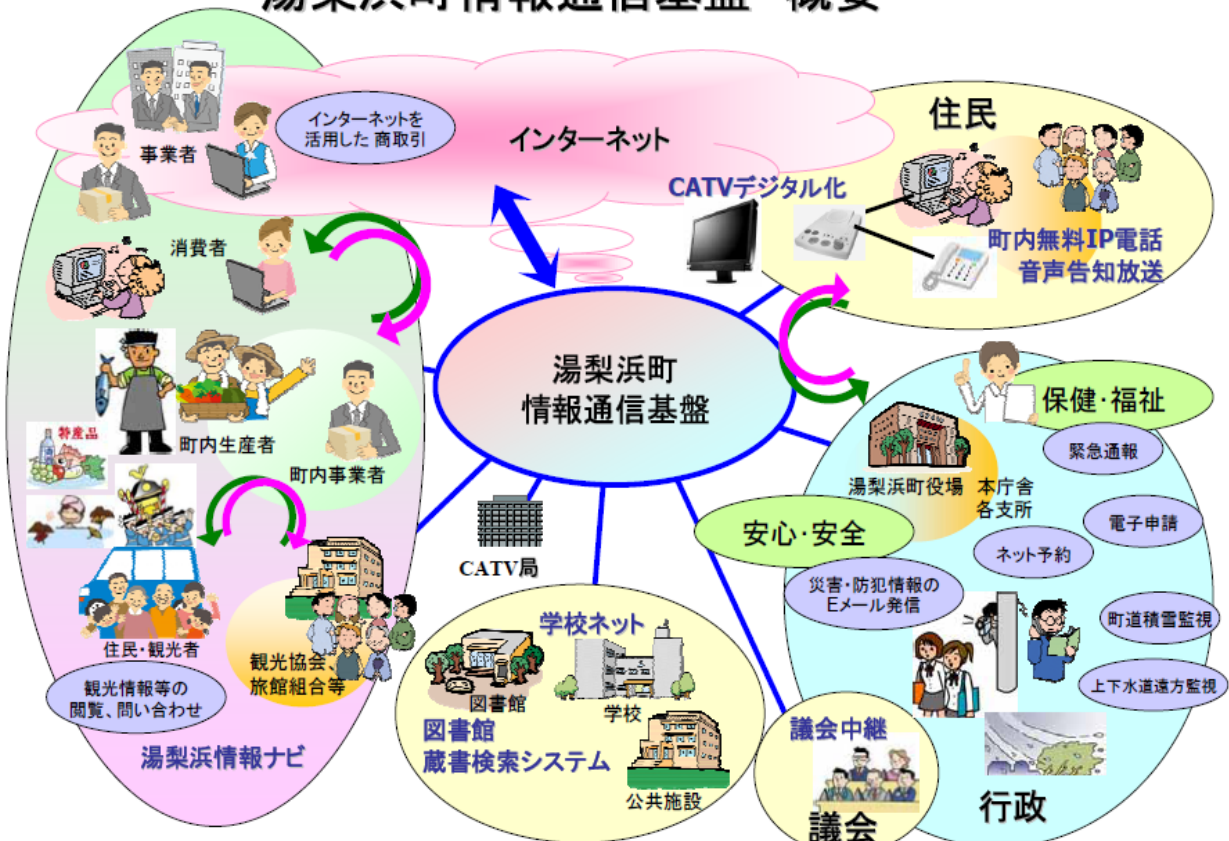 湯梨浜町情報通信基盤 概要
インターネットを
活用した 商取引
インターネット
事業者
消費者
町内生産者
町内事業者
特産品
住民・観光者
観光協会、
旅館組合等
観光情報等の
閲覧、問い合わせ
湯梨浜情報ナビ
住民
CATVデジタル化
町内無料IP電話
音声告知放送
湯梨浜町
情報通信基盤
CATV局
学校ネット
図書館
学校
図書館
蔵書検索システム
公共施設
保健・福祉
緊急通報
湯梨浜町役場 本庁舎
各支所
電子申請
安心・安全
ネット予約
災害・防犯情報の
Eメール発信
町道積雪監視
上下水道遠方監視
議会中継
議会
行政